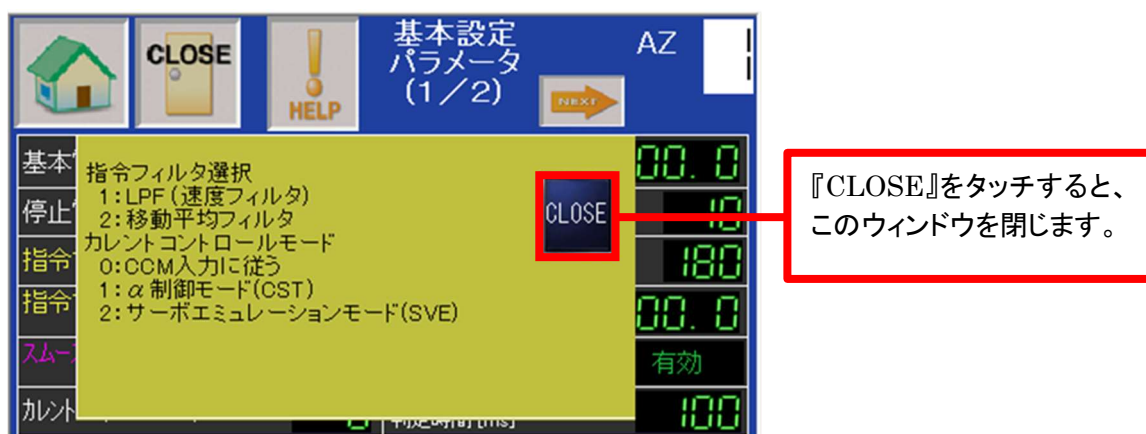 CLOSE
HELP
基本設定
パラメータ
(1/2)
NEXT
AZ
基本
00.0
停止
10
指令
180
指令
00.0
スムー
有効
カレント
判定時間[ms]
100
指令フィルタ選択
1:LPF(速度フィルタ)
2:移動平均フィルタ
カレントコントロールモード
0:CCM入力に従う
1:α制御モード(CST)
2:サーボエミュレーションモード(SVE)
CLOSE
『CLOSE』をタッチすると、
このウィンドウを閉じます。